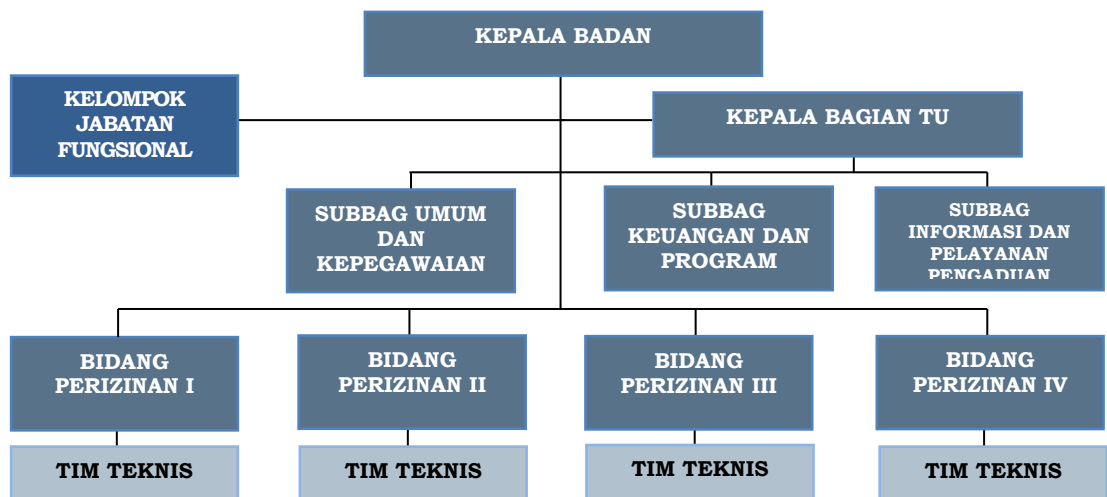 KEPALA BADAN
KELOMPOK
JABATAN
FUNGSIONAL
KEPALA BAGIAN TU
SUBBAG UMUM
DAN
KEPEGAWAIAN
SUBBAG
KEUANGAN DAN
PROGRAM
SUBBAG
INFORMASI DAN
PELAYANAN
PENGADUAN
BIDANG
PERIZINAN I
BIDANG
PERIZINAN II
BIDANG
PERIZINAN III
BIDANG
PERIZINAN IV
TIM TEKNIS
TIM TEKNIS
TIM TEKNIS
TIM TEKNIS